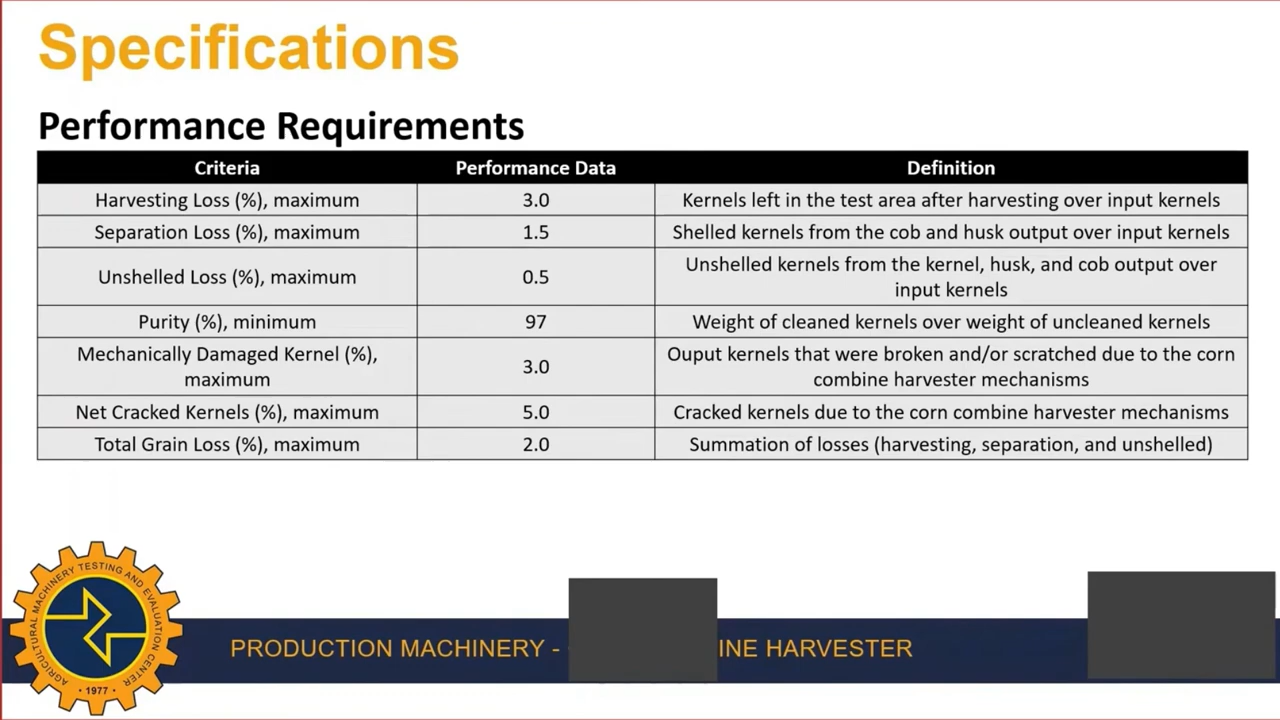 Specifications
Performance Requirements
Criteria Performance Data Definition
Harvesting Loss (%), maximum 3.0 Kernels left in the test area after harvesting over input kernels
Separation Loss (%), maximum 1.5 Shelled kernels from the cob and husk output over input kernels
Unshelled Loss (%), maximum 0.5 Unshelled kernels from the kernel, husk, and cob output over
input kernels
Purity (%), minimum 97 Weight of cleaned kernels over weight of uncleaned kernels
Mechanically Damaged Kernel (%),
maximum 3.0 Ouput kernels that were broken and/or scratched due to the corn
combine harvester mechanisms
Net Cracked Kernels (%), maximum 5.0 Cracked kernels due to the corn combine harvester mechanisms
Total Grain Loss (%), maximum 2.0 Summation of losses (harvesting, separation, and unshelled)
AGRICULTURAL MACHINERY TESTING AND EVALUATION CENTER
· 1977 ·
PRODUCTION MACHINERY - INE HARVESTER